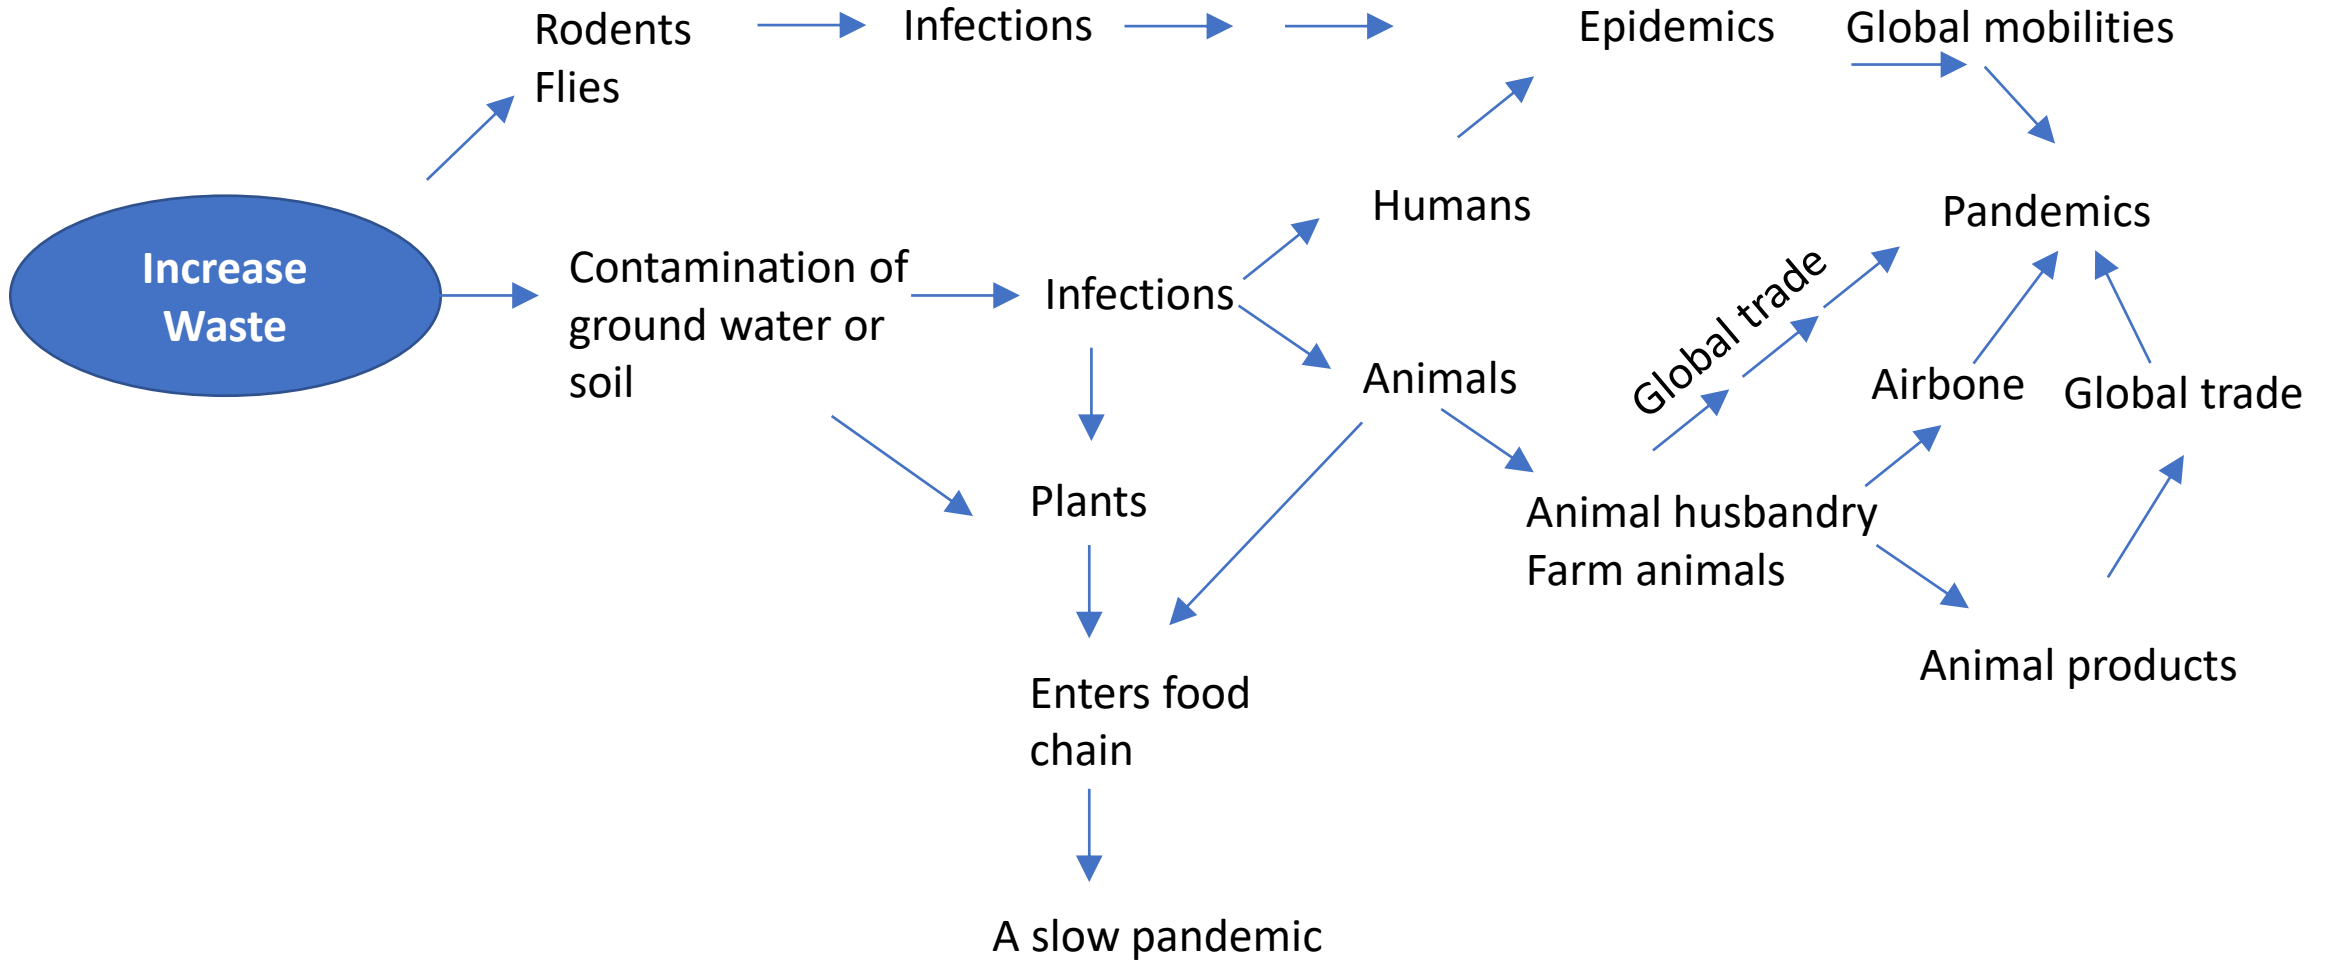 Rodents
Flies
Infections
Epidemics
Global mobilities
Increase
Waste
Contamination of
ground water or
soil
Infections
Humans
Animals
Plants
Enters food
chain
A slow pandemic
Animal husbandry
Farm animals
Global trade
Pandemics
Airbone
Global trade
Animal products